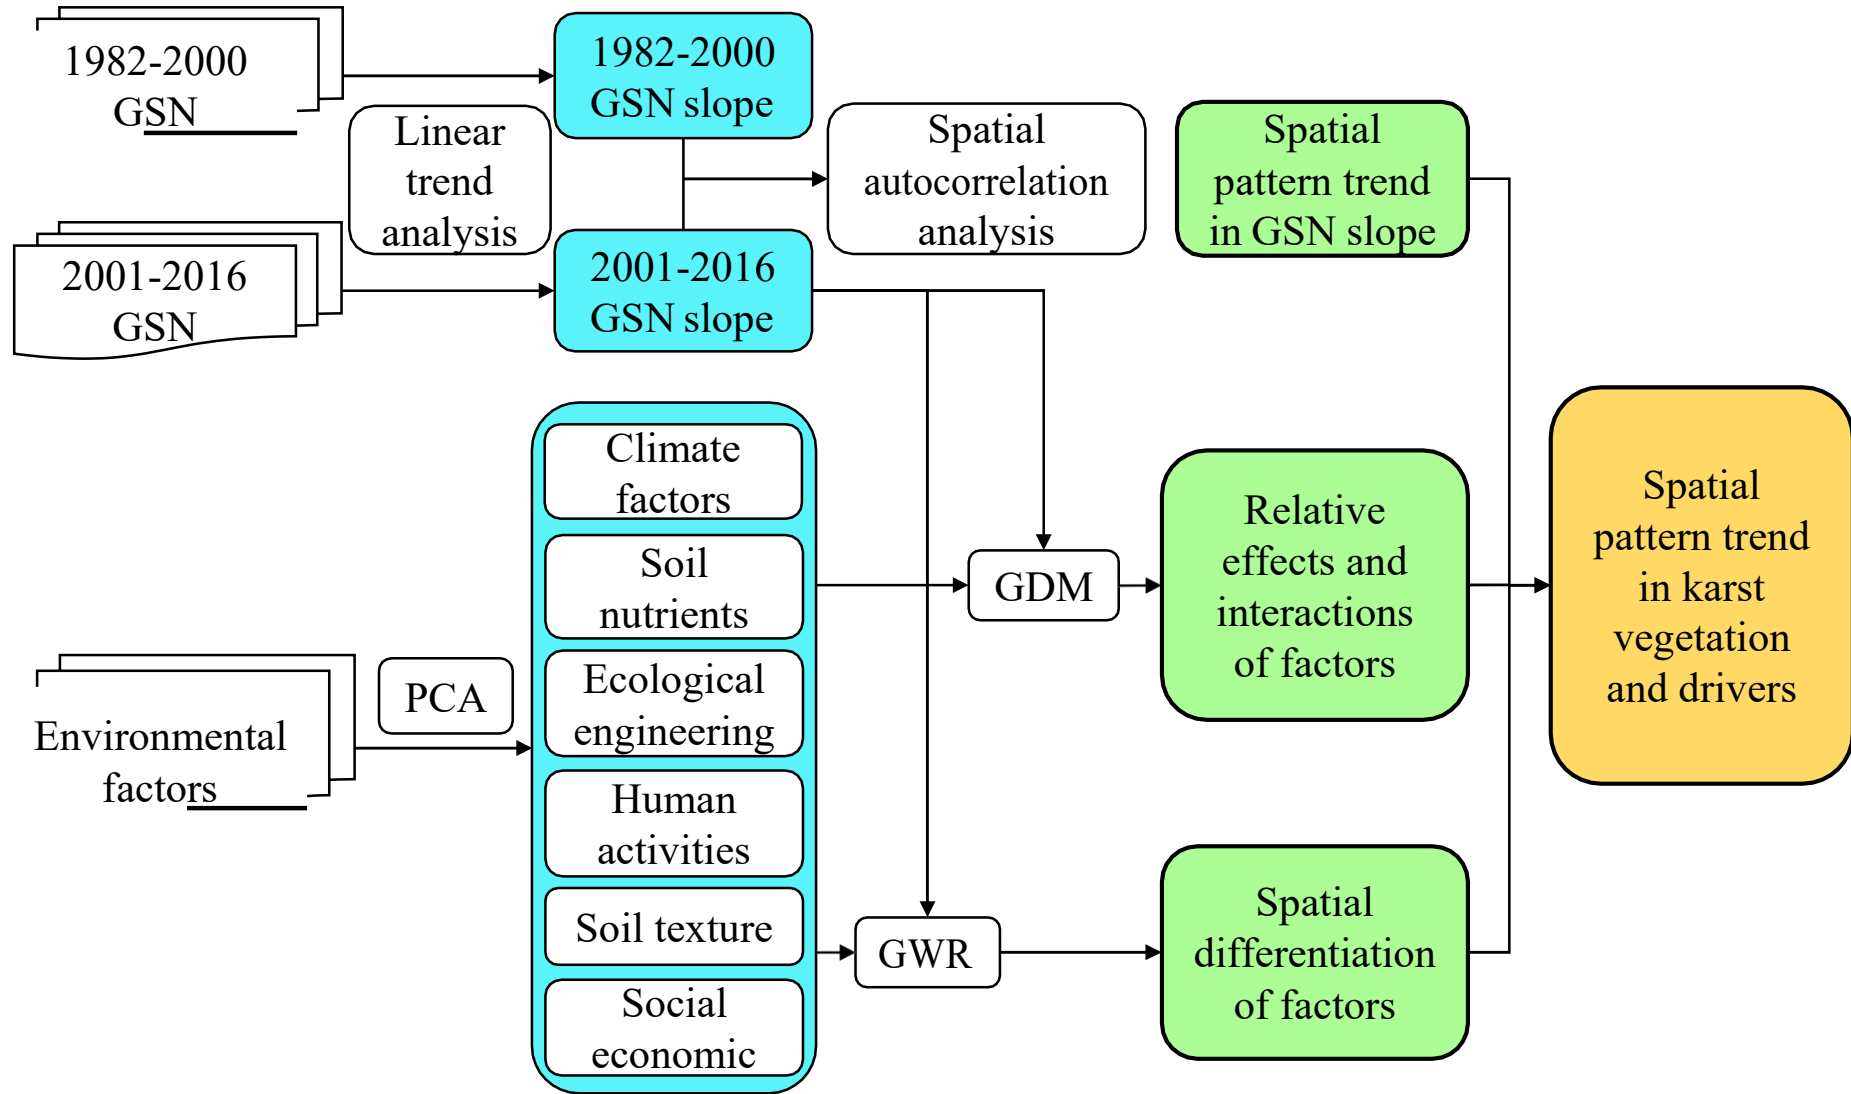 1982-2000
GSN
1982-2000
GSN slope
Linear
trend
analysis
Spatial
autocorrelation
analysis
Spatial
pattern trend
in GSN slope
2001-2016
GSN
2001-2016
GSN slope
Climate
factors
Soil
nutrients
Ecological
engineering
Human
activities
Soil texture
Social
economic
Environmental
factors
PCA
GDM
GWR
Relative
effects and
interactions
of factors
Spatial
differentiation
of factors
Spatial
pattern trend
in karst
vegetation
and drivers